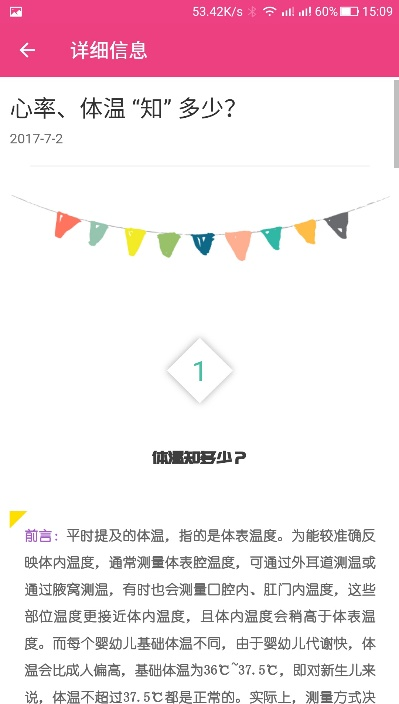 53.42K/s 60% 15:09
详细信息
心率、体温 “知” 多少？
2017-7-2
1
体温知多少？
前言：平时提及的体温，指的是体表温度。为能较准确反
映体内温度，通常测量体表腔温度，可通过外耳道测温或
通过腋窝测温，有时也会测量口腔内、肛门内温度，这些
部位温度更接近体内温度，且体内温度会稍高于体表温
度。而每个婴幼儿基础体温不同，由于婴幼儿代谢快，体
温会比成人偏高，基础体温为36℃~37.5℃，即对新生儿来
说，体温不超过37.5℃都是正常的。实际上，测量方式决